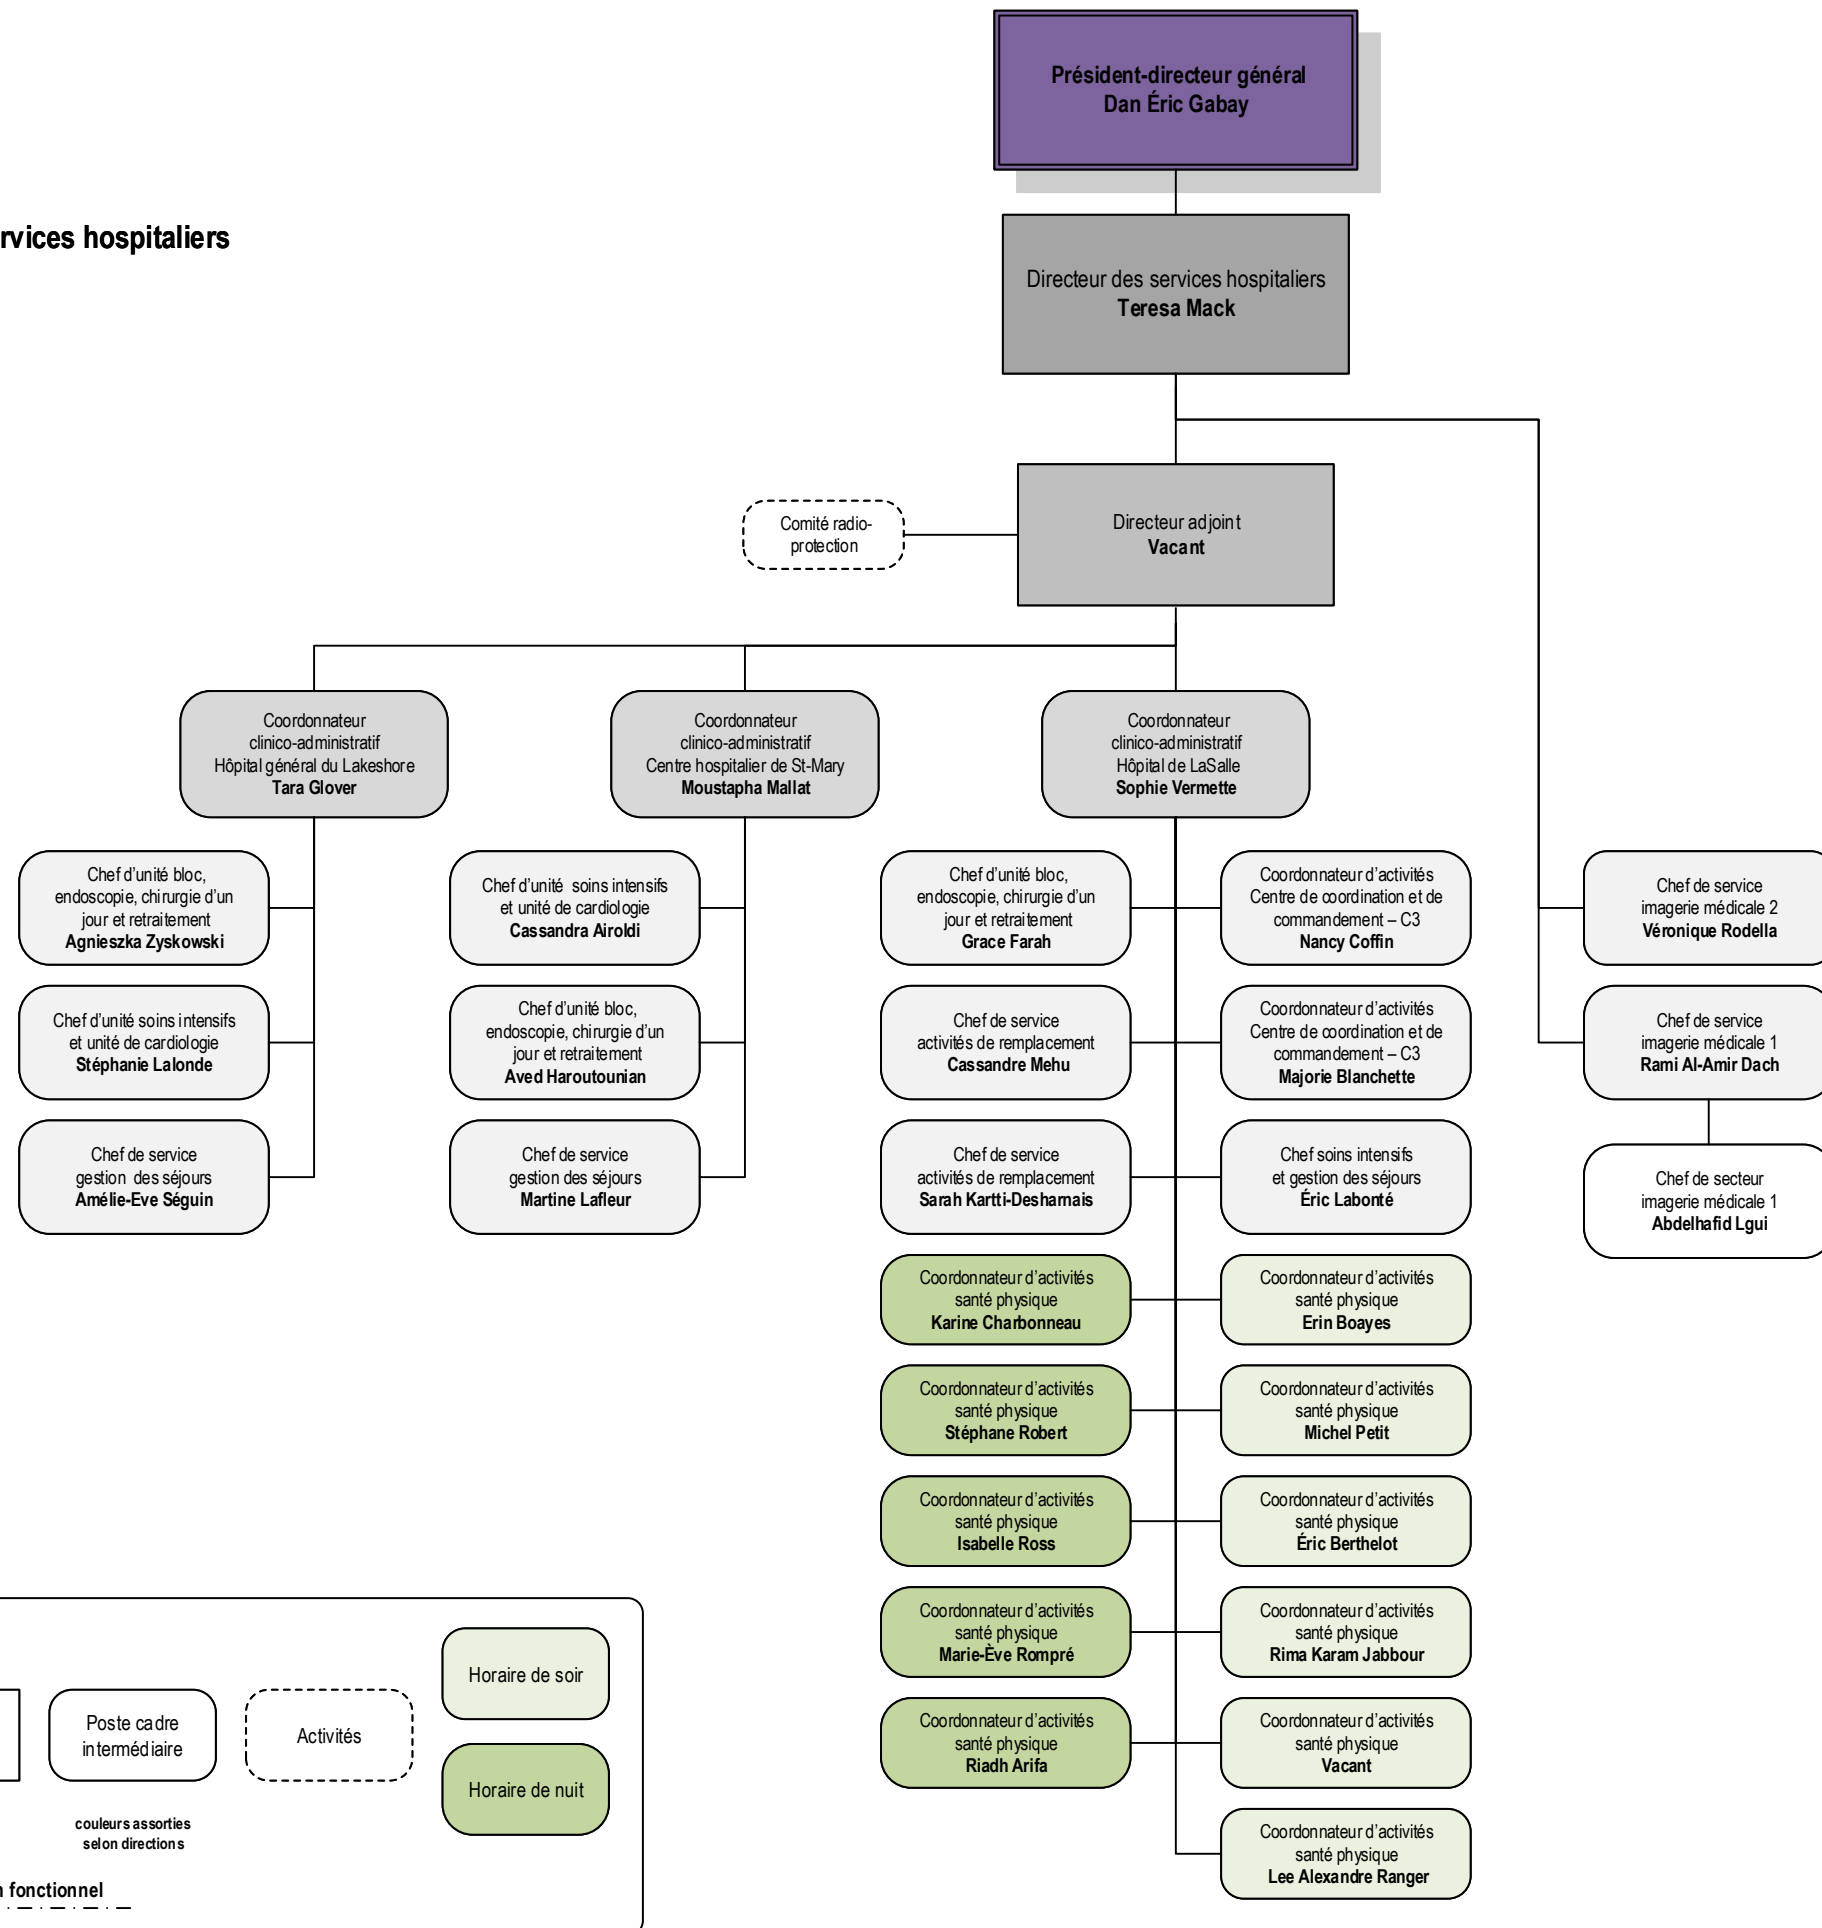 Président-directeur général
Dan Éric Gabay
rvices hospitaliers
Directeur des services hospitaliers
Teresa Mack
Comité radio-
protection
Directeur adjoint
Vacant
Coordonnateur
clinico-administratif
Hôpital général du Lakeshore
Tara Glover
Coordonnateur
clinico-administratif
Centre hospitalier de St-Mary
Moustapha Mallat
Coordonnateur
clinico-administratif
Hôpital de LaSalle
Sophie Vermette
Chef d'unité bloc,
endoscopie, chirurgie d'un
jour et retraitement
Agnieszka Zyskowski
Chef d'unité soins intensifs
et unité de cardiologie
Stéphanie Lalonde
Chef de service
gestion des séjours
Amélie-Eve Séguin
Chef d'unité soins intensifs
et unité de cardiologie
Cassandra Airoldi
Chef d'unité bloc,
endoscopie, chirurgie d'un
jour et retraitement
Aved Haroutounian
Chef de service
gestion des séjours
Martine Lafleur
Chef d'unité bloc,
endoscopie, chirurgie d'un
jour et retraitement
Grace Farah
Chef de service
activités de remplacement
Cassandre Mehu
Chef de service
activités de remplacement
Sarah Kartti-Desharnais
Coordonnateur d'activités
santé physique
Karine Charbonneau
Coordonnateur d'activités
santé physique
Stéphane Robert
Coordonnateur d'activités
santé physique
Isabelle Ross
Coordonnateur d'activités
santé physique
Marie-Ève Rompré
Coordonnateur d'activités
santé physique
Riadh Arifa
Coordonnateur d'activités
Centre de coordination et de
commandement – C3
Nancy Coffin
Coordonnateur d'activités
Centre de coordination et de
commandement – C3
Majorie Blanchette
Chef soins intensifs
et gestion des séjours
Éric Labonté
Coordonnateur d'activités
santé physique
Erin Boayes
Coordonnateur d'activités
santé physique
Michel Petit
Coordonnateur d'activités
santé physique
Éric Berthelot
Coordonnateur d'activités
santé physique
Rima Karam Jabbour
Coordonnateur d'activités
santé physique
Vacant
Coordonnateur d'activités
santé physique
Lee Alexandre Ranger
Chef de service
imagerie médicale 2
Véronique Rodella
Chef de service
imagerie médicale 1
Rami Al-Amir Dach
Chef de secteur
imagerie médicale 1
Abdelhafid Lgui
Poste cadre
intermédiaire
Activités
Horaire de soir
Horaire de nuit
couleurs assorties
selon directions
n fonctionnel